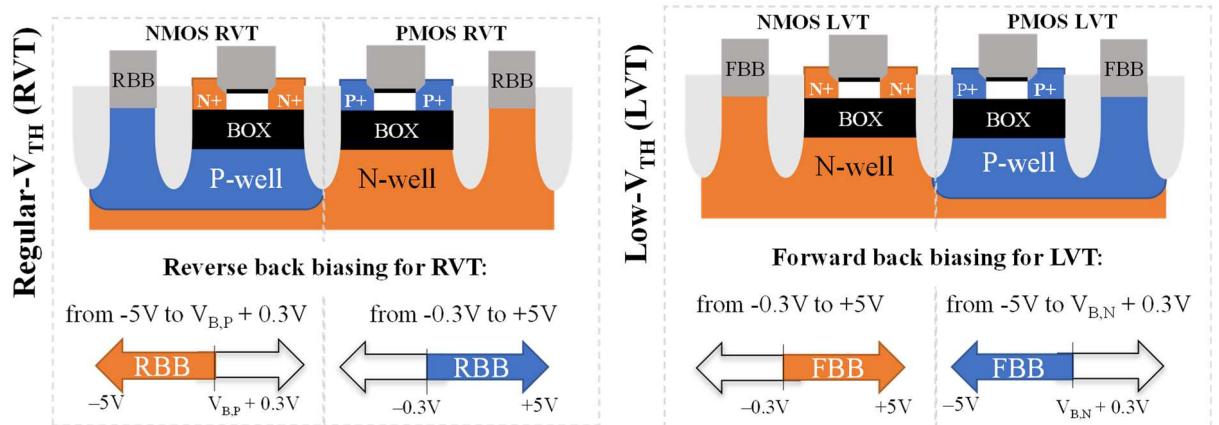 Regular-V_TH (RVT)
NMOS RVT
PMOS RVT
RBB
N+
N+
P+
P+
RBB
BOX
BOX
P-well
N-well
Reverse back biasing for RVT:
from -5V to V_B,P + 0.3V
from -0.3V to +5V
RBB
RBB
–5V
V_B,P + 0.3V
–0.3V
+5V
Low-V_TH (LVT)
NMOS LVT
PMOS LVT
FBB
N+
N+
P+
P+
FBB
BOX
BOX
N-well
P-well
Forward back biasing for LVT:
from -0.3V to +5V
from -5V to V_B,N + 0.3V
FBB
FBB
–0.3V
+5V
–5V
V_B,N + 0.3V